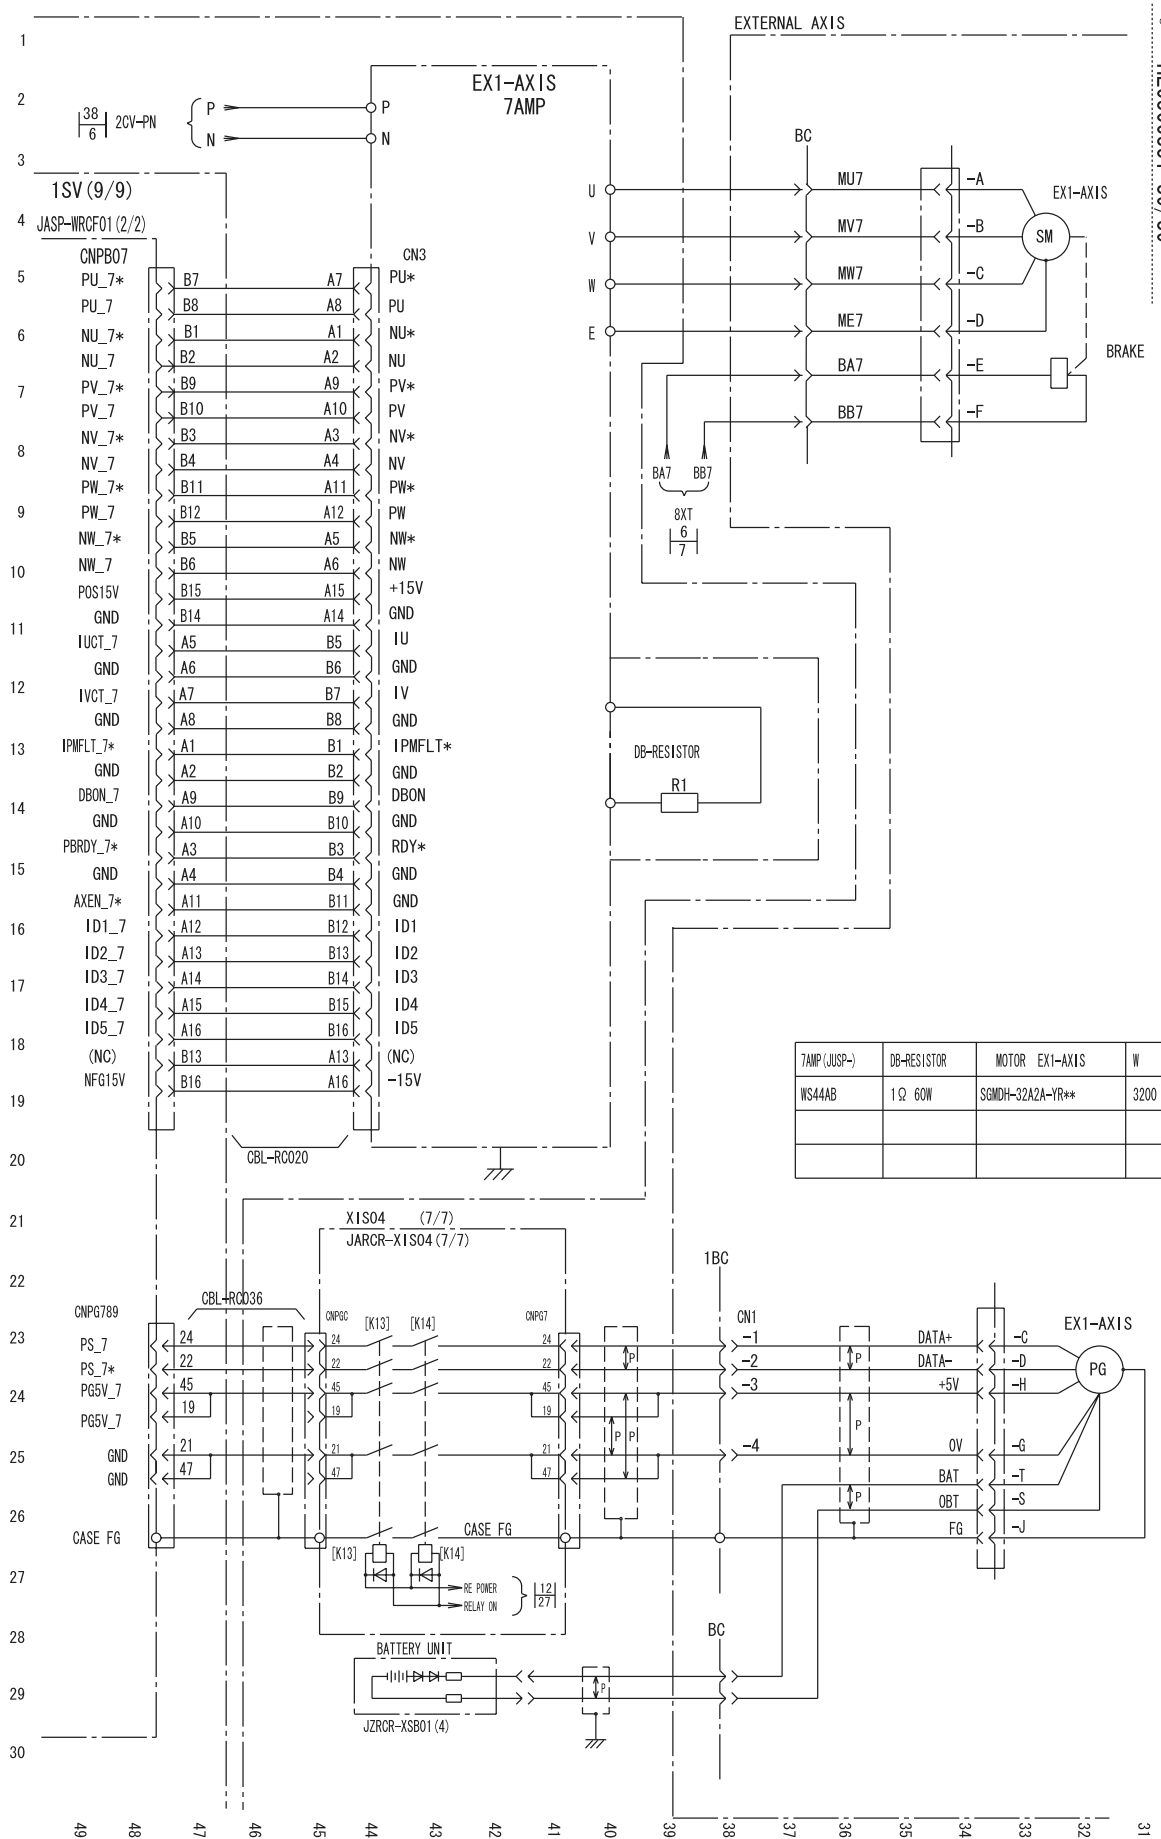 EXTERNAL AXIS
1
2
3
4
5
6
7
8
9
10
11
12
13
14
15
16
17
18
19
20
21
22
23
24
25
26
27
28
29
30
EX1-AXIS
7AMP
38
6
2CV-PN
P
N
P
N
1SV(9/9)
JASP-WRCF01(2/2)
CNPB07
CN3
PU_7* B7 A7 PU*
PU_7 B8 A8 PU
NU_7* B1 A1 NU*
NU_7 B2 A2 NU
PV_7* B9 A9 PV*
PV_7 B10 A10 PV
NV_7* B3 A3 NV*
NV_7 B4 A4 NV
PW_7* B11 A11 PW*
PW_7 B12 A12 PW
NW_7* B5 A5 NW*
NW_7 B6 A6 NW
POS15V B15 A15 +15V
GND B14 A14 GND
IUCT_7 A5 B5 IU
GND A6 B6 GND
IVCT_7 A7 B7 IV
GND A8 B8 GND
IPMFLT_7* A1 B1 IPMFLT*
GND A2 B2 GND
DBON_7 A9 B9 DBON
GND A10 B10 GND
PBRDY_7* A3 B3 RDY*
GND A4 B4 GND
AXEN_7* A11 B11 GND
ID1_7 A12 B12 ID1
ID2_7 A13 B13 ID2
ID3_7 A14 B14 ID3
ID4_7 A15 B15 ID4
ID5_7 A16 B16 ID5
(NC) B13 A13 (NC)
NFG15V B16 A16 -15V
CBL-RC020
BC
U MU7 -A
V MV7 -B
W MW7 -C
E ME7 -D
BA7 -E
BB7 -F
EX1-AXIS
SM
BRAKE
BA7 BB7
8XT
6
7
DB-RESISTOR
R1
7AMP(JUSP-) DB-RESISTOR MOTOR EX1-AXIS W
WS44AB 1Ω 60W SGMDH-32A2A-YR** 3200
XIS04 (7/7)
JARCR-XIS04(7/7)
CNPG789
CBL-RC036
CNPGC
[K13] [K14]
CNPG7
1BC
CN1
EX1-AXIS
PG
PS_7 24 24 24 -1 DATA+ -C
PS_7* 22 22 22 -2 DATA- -D
PG5V_7 45 45 45 -3 +5V -H
PG5V_7 19 19 19
GND 21 21 21 -4 0V -G
GND 47 47 47
P
P P
P
P
P
BAT -T
OBT -S
CASE FG CASE FG FG -J
[K13] [K14]
RE POWER
RELAY ON
12
27
BATTERY UNIT
JZRCR-XSB01(4)
P
BC
49 48 47 46 45 44 43 42 41 40 39 38 37 36 35 34 33 32 31